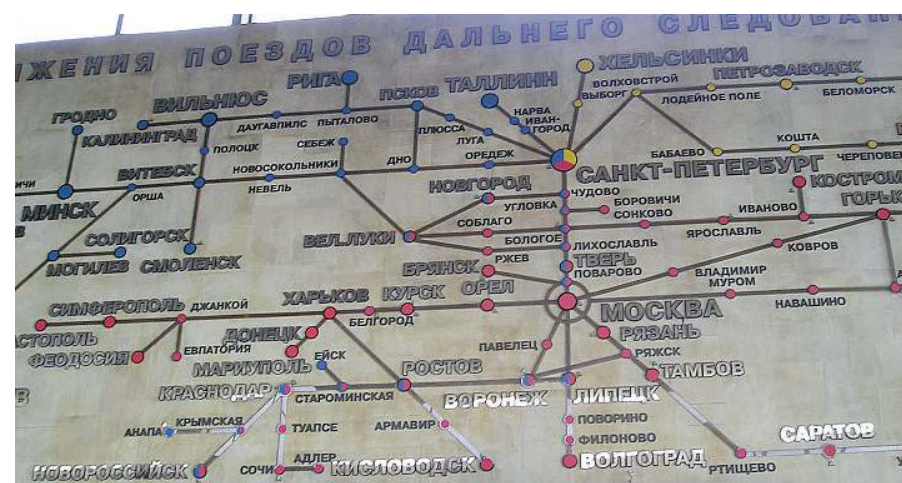 ЖЕНИЯ ПОЕЗДОВ ДАЛЬНЕГО СЛЕДОВАН
ХЕЛЬСИНКИ
РИГА
ТАЛЛИНН
ВОЛХОВСТРОЙ
ПЕТРОЗАВОДСК
ПСКОВ
ВЫБОРГ
ЛОДЕЙНОЕ ПОЛЕ
БЕЛОМОРСК
ГРОДНО
ВИЛЬНЮС
НАРВА
ИВАН-
ГОРОД
КАЛИНИНГРАД
ДАУГАВПИЛС
ПЫТАЛОВО
ПЛЮССА
ЛУГА
КОШТА
ПОЛОЦК
СЕБЕЖ
ДНО
ОРЕДЕЖ
БАБАЕВО
ЧЕРЕПОВЕ
ИЧИ
ВИТЕБСК
НОВОСОКОЛЬНИКИ
САНКТ-ПЕТЕРБУРГ
МИНСК
ОРША
НЕВЕЛЬ
НОВГОРОД
ЧУДОВО
КОСТРОМ
УГЛОВКА
БОРОВИЧИ
СОНКОВО
ИВАНОВО
ГОРЬК
СОЛИГОРСК
СОБЛАГО
ЯРОСЛАВЛЬ
ВЕЛ.ЛУКИ
БОЛОГОЕ
ЛИХОСЛАВЛЬ
КОВРОВ
МОГИЛЕВ
СМОЛЕНСК
РЖЕВ
БРЯНСК
ТВЕРЬ
ПОВАРОВО
ВЛАДИМИР
МУРОМ
СИМФЕРОПОЛЬ
ДЖАНКОЙ
ХАРЬКОВ
КУРСК
ОРЕЛ
МОСКВА
НАВАШИНО
АСТОПОЛЬ
БЕЛГОРОД
ДОНЕЦК
РЯЗАНЬ
ФЕОДОСИЯ
ЕВПАТОРИЯ
МАРИУПОЛЬ
ЕЙСК
ПАВЕЛЕЦ
РЯЖСК
РОСТОВ
ТАМБОВ
КРАСНОДАР
СТАРОМИНСКАЯ
ВОРОНЕЖ
ЛИПЕЦК
АНАПА
КРЫМСКАЯ
ТУАПСЕ
АРМАВИР
ПОВОРИНО
САРАТОВ
ФИЛОНОВО
НОВОРОССИЙСК
СОЧИ
АДЛЕР
КИСЛОВОДСК
ВОЛГОГРАД
РТИЩЕВО